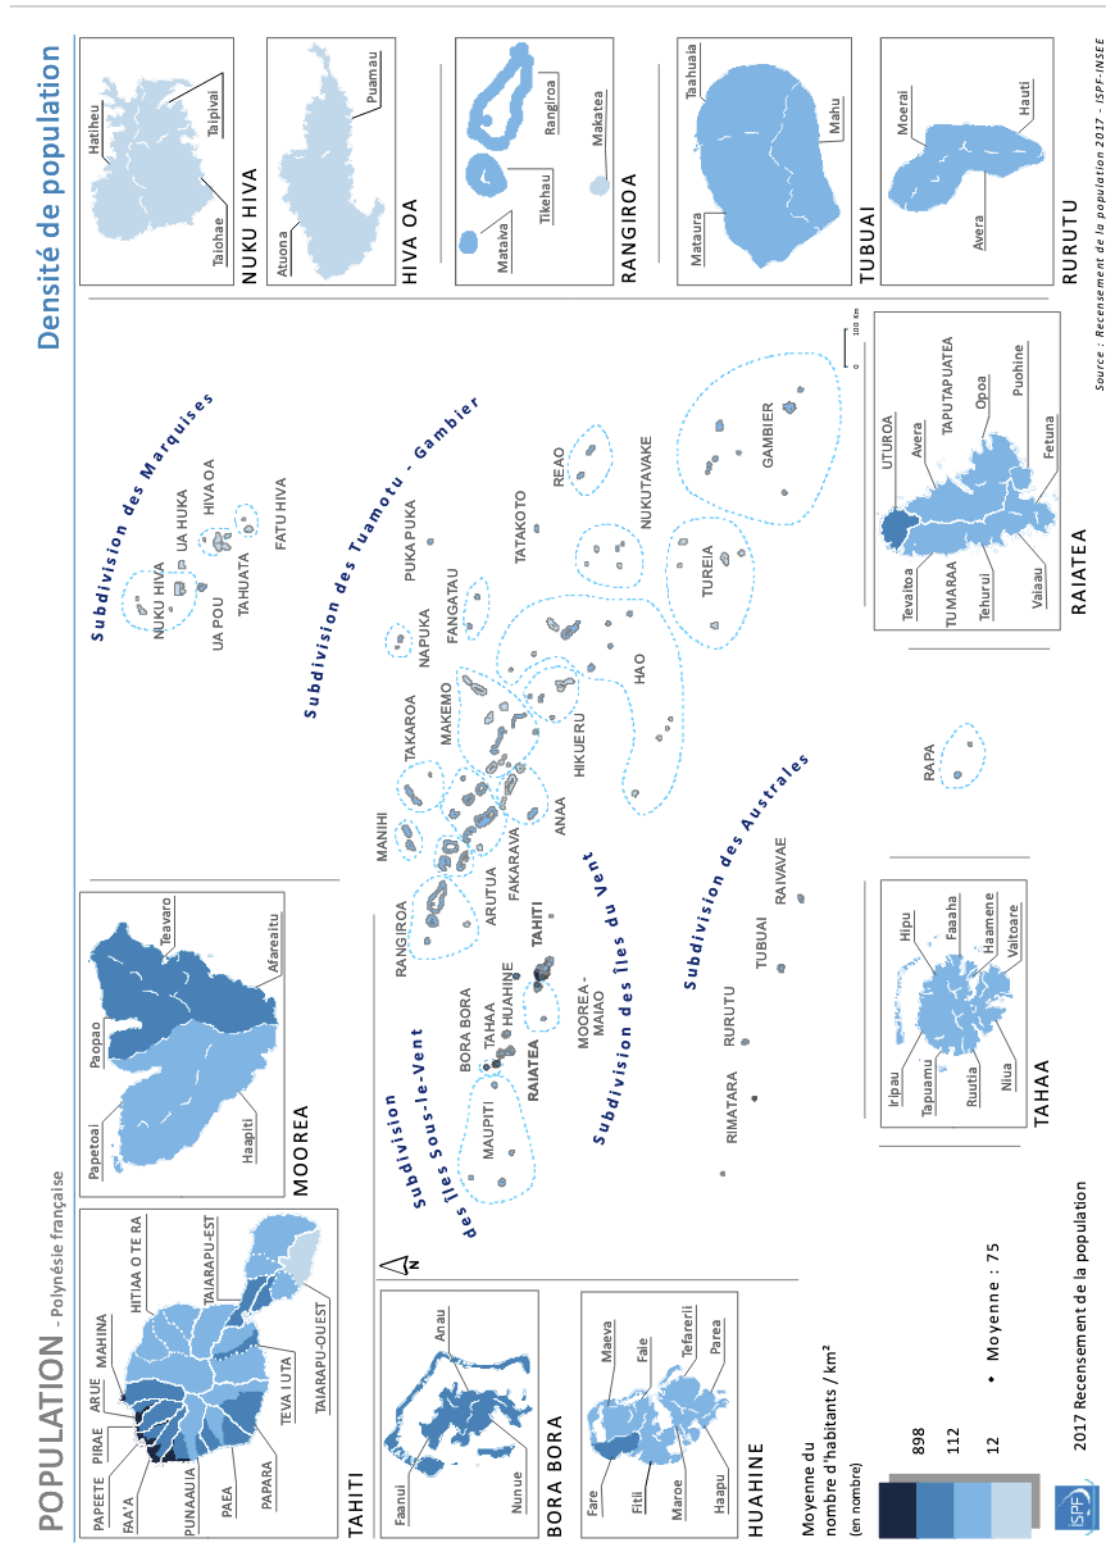 POPULATION - Polynésie française
Densité de population
PAPEETE
PIRAE
ARUE
MAHINA
FAA'A
PUNAAUIA
PAEA
PAPARA
HITIAA O TE RA
TAIARAPU-EST
TEVA I UTA
TAIARAPU-OUEST
TAHITI
Papetoai
Paopao
Teavaro
Afareaitu
Haapiti
MOOREA
Hatiheu
Taipivai
Taiohae
NUKU HIVA
Atuona
Puamau
HIVA OA
Mataiva
Tikehau
Rangiroa
Makatea
RANGIROA
Mataura
Taahuaia
Mahu
TUBUAI
Moerai
Avera
Hauti
RURUTU
Subdivision des Marquises
NUKU HIVA
UA HUKA
HIVA OA
UA POU
TAHUATA
FATU HIVA
Subdivision des Tuamotu - Gambier
MANIHI
TAKAROA
MAKEMO
NAPUKA
FANGATAU
PUKA PUKA
TATAKOTO
REAO
NUKUTAVAKE
RANGIROA
ARUTUA
FAKARAVA
ANAA
HIKUERU
HAO
TUREIA
GAMBIER
0 100 Km
Subdivision
des îles Sous-le-Vent
BORA BORA
TAHAA
HUAHINE
MAUPITI
RAIATEA
TAHITI
MOOREA-
MAIAO
Subdivision des îles du Vent
Subdivision des Australes
RIMATARA
RURUTU
TUBUAI
RAIVAVAE
RAPA
N
Faanui
Anau
Nunue
BORA BORA
Fare
Maeva
Faie
Tefarerii
Parea
Fitii
Maroe
Haapu
HUAHINE
Iripau
Hipu
Faaaha
Haamene
Vaitoare
Tapuamu
Ruutia
Niua
TAHAA
UTUROA
Avera
TAPUTAPUATEA
Opoa
Puohine
Tevaitoa
TUMARAA
Tehurui
Vaiaau
Fetuna
RAIATEA
Moyenne du
nombre d'habitants / km²
(en nombre)
898
112
12
• Moyenne : 75
ISPF
2017 Recensement de la population
Source : Recensement de la population 2017 - ISPF-INSEE